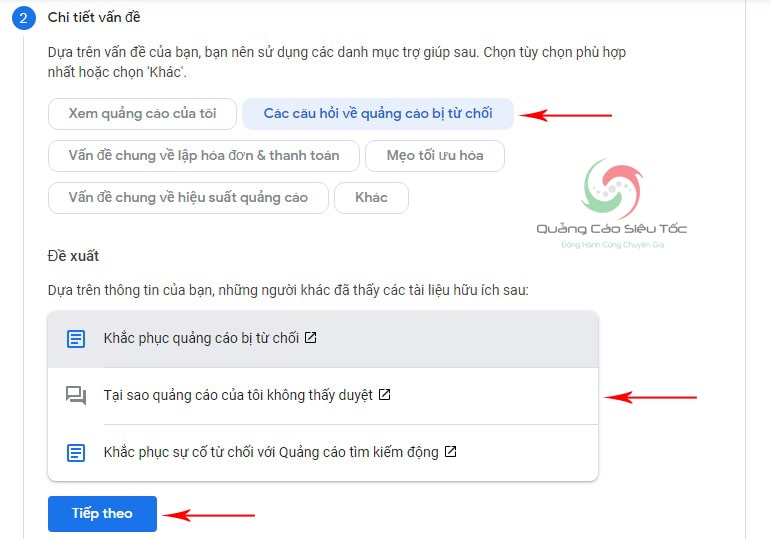 2 Chi tiết vấn đề
Dựa trên vấn đề của bạn, bạn nên sử dụng các danh mục trợ giúp sau. Chọn tùy chọn phù hợp
nhất hoặc chọn 'Khác'.
Xem quảng cáo của tôi Các câu hỏi về quảng cáo bị từ chối
Vấn đề chung về lập hóa đơn & thanh toán Mẹo tối ưu hóa
Vấn đề chung về hiệu suất quảng cáo Khác
Quảng Cáo Siêu Tốc
Đồng Hành Cùng Chuyên Gia
Đề xuất
Dựa trên thông tin của bạn, những người khác đã thấy các tài liệu hữu ích sau:
Khắc phục quảng cáo bị từ chối
Tại sao quảng cáo của tôi không thấy duyệt
Khắc phục sự cố từ chối với Quảng cáo tìm kiếm động
Tiếp theo